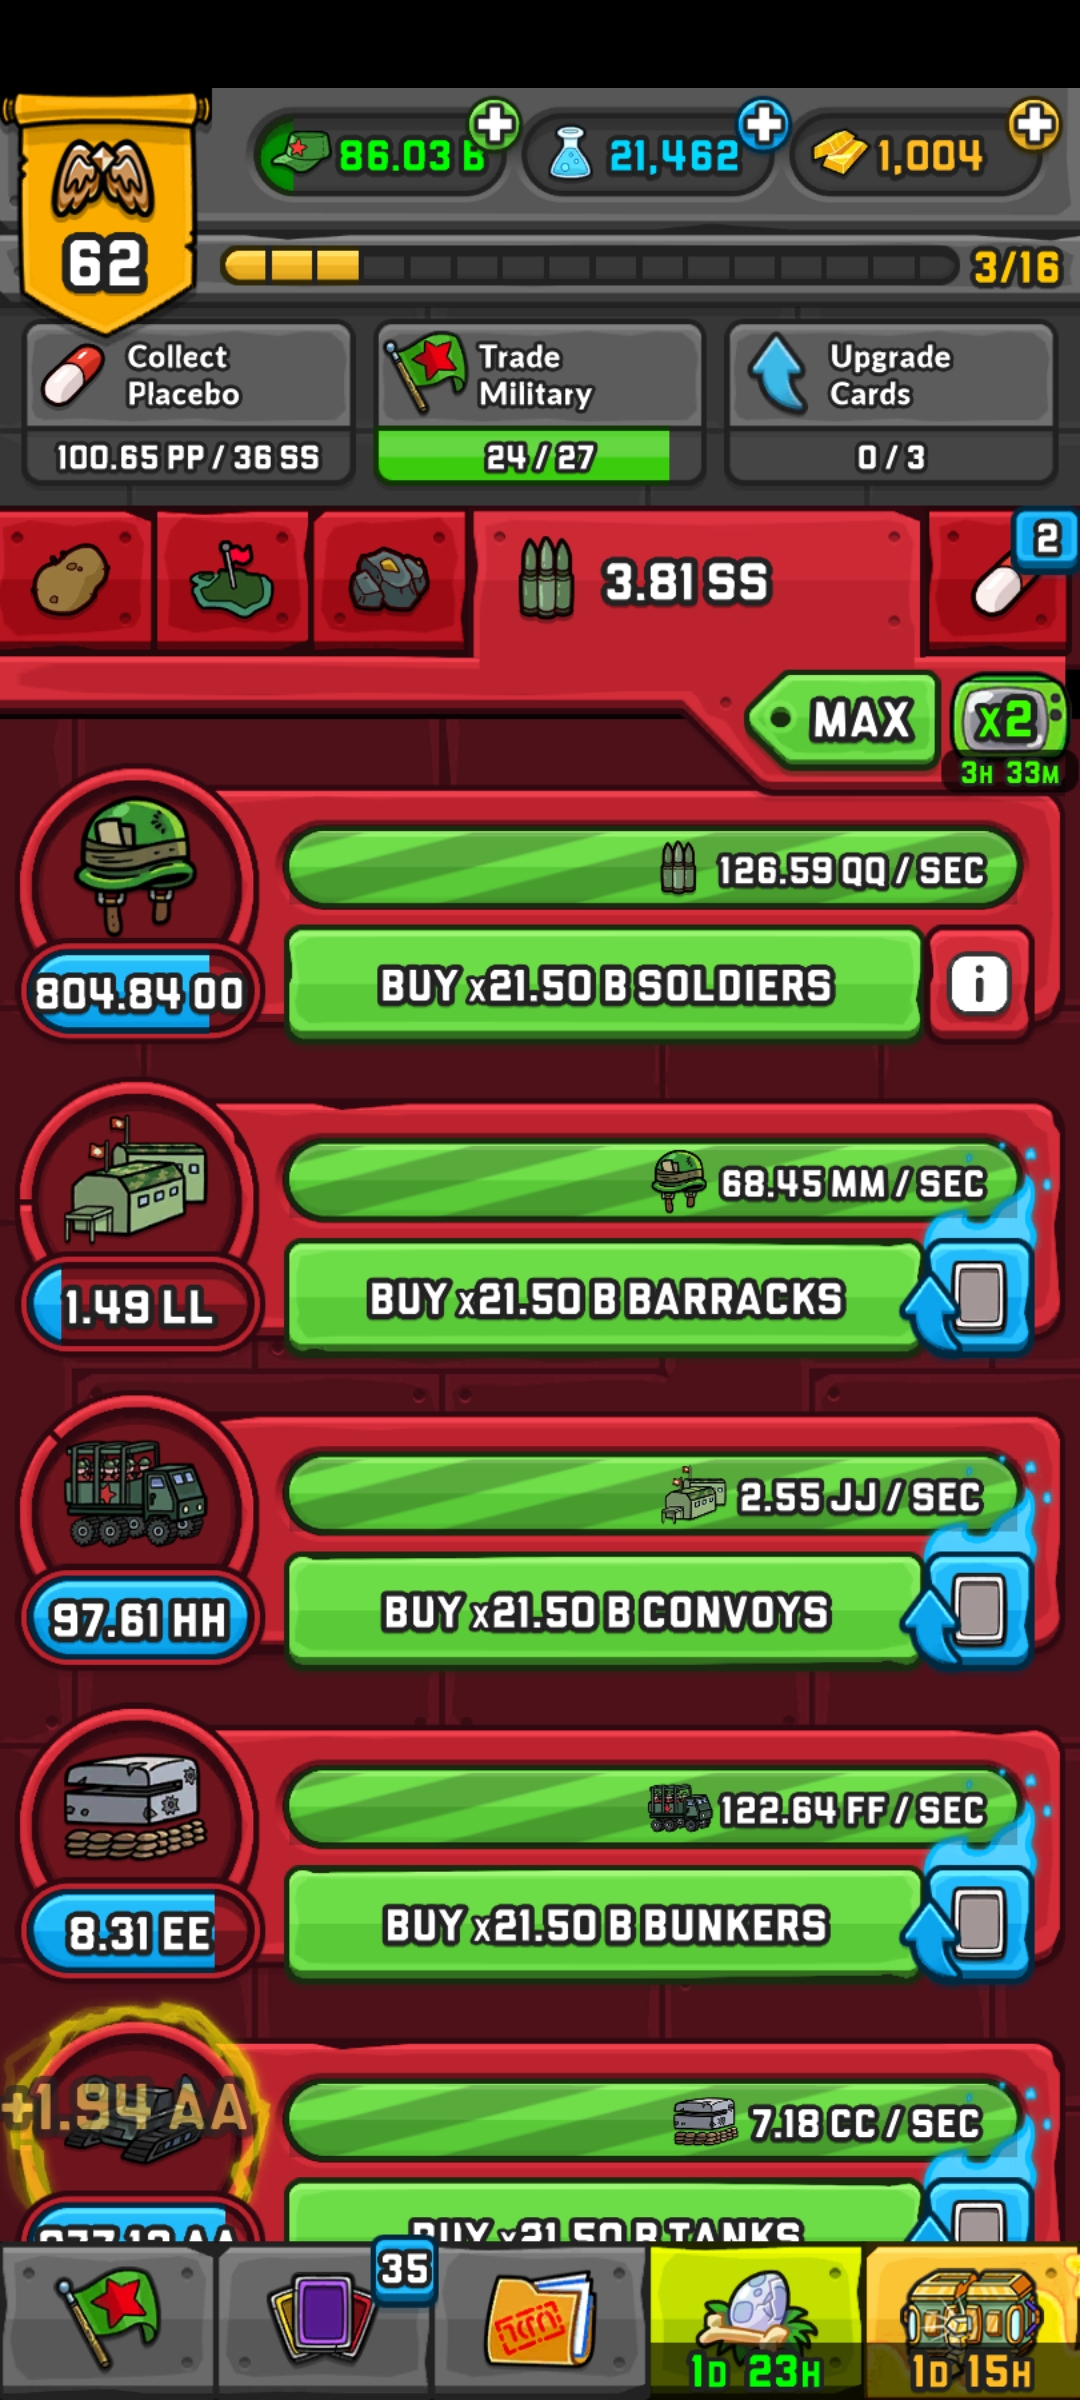 62
86.03 B
21,462
1,004
3/16
Collect
Placebo
100.65 PP / 36 SS
Trade
Military
24 / 27
Upgrade
Cards
0 / 3
3.81 SS
2
MAX
x2
3H 33M
126.59 QQ / SEC
804.84 OO
BUY x21.50 B SOLDIERS
i
68.45 MM / SEC
1.49 LL
BUY x21.50 B BARRACKS
2.55 JJ / SEC
97.61 HH
BUY x21.50 B CONVOYS
122.64 FF / SEC
8.31 EE
BUY x21.50 B BUNKERS
+1.94 AA
7.18 CC / SEC
BUY x21.50 B TANKS
35
1D 23H
1D 15H